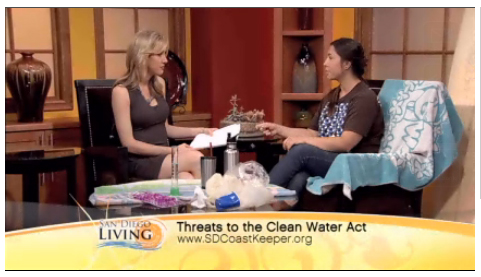 SAN DIEGO
LIVING
Threats to the Clean Water Act
www.SDCoastKeeper.org